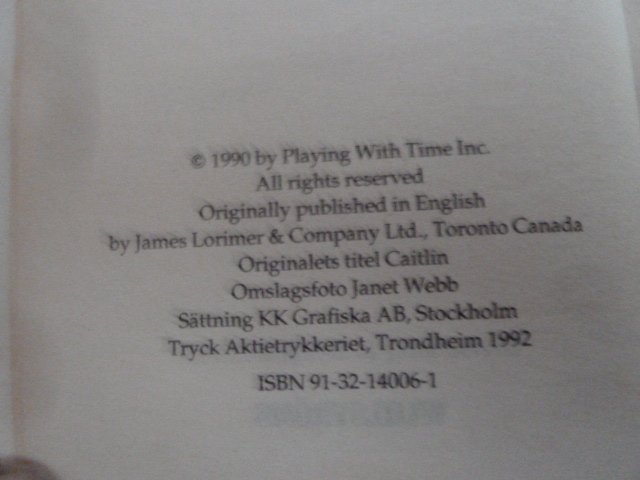 © 1990 by Playing With Time Inc.
All rights reserved
Originally published in English
by James Lorimer & Company Ltd., Toronto Canada
Originalets titel Caitlin
Omslagsfoto Janet Webb
Sättning KK Grafiska AB, Stockholm
Tryck Aktietrykkeriet, Trondheim 1992
ISBN 91-32-14006-1